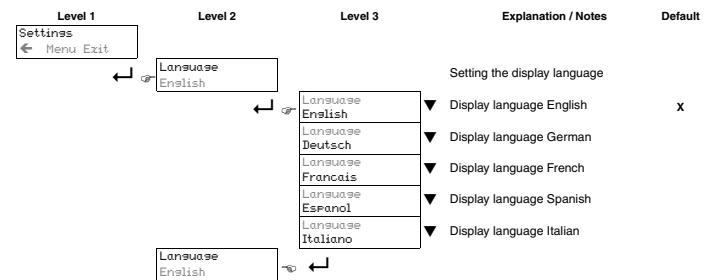 Level 1 Level 2 Level 3 Explanation / Notes Default
Settings
← Menu Exit
Language
English
Setting the display language
Language
English
Display language English X
Language
Deutsch
Display language German
Language
Francais
Display language French
Language
Espanol
Display language Spanish
Language
Italiano
Display language Italian
Language
English